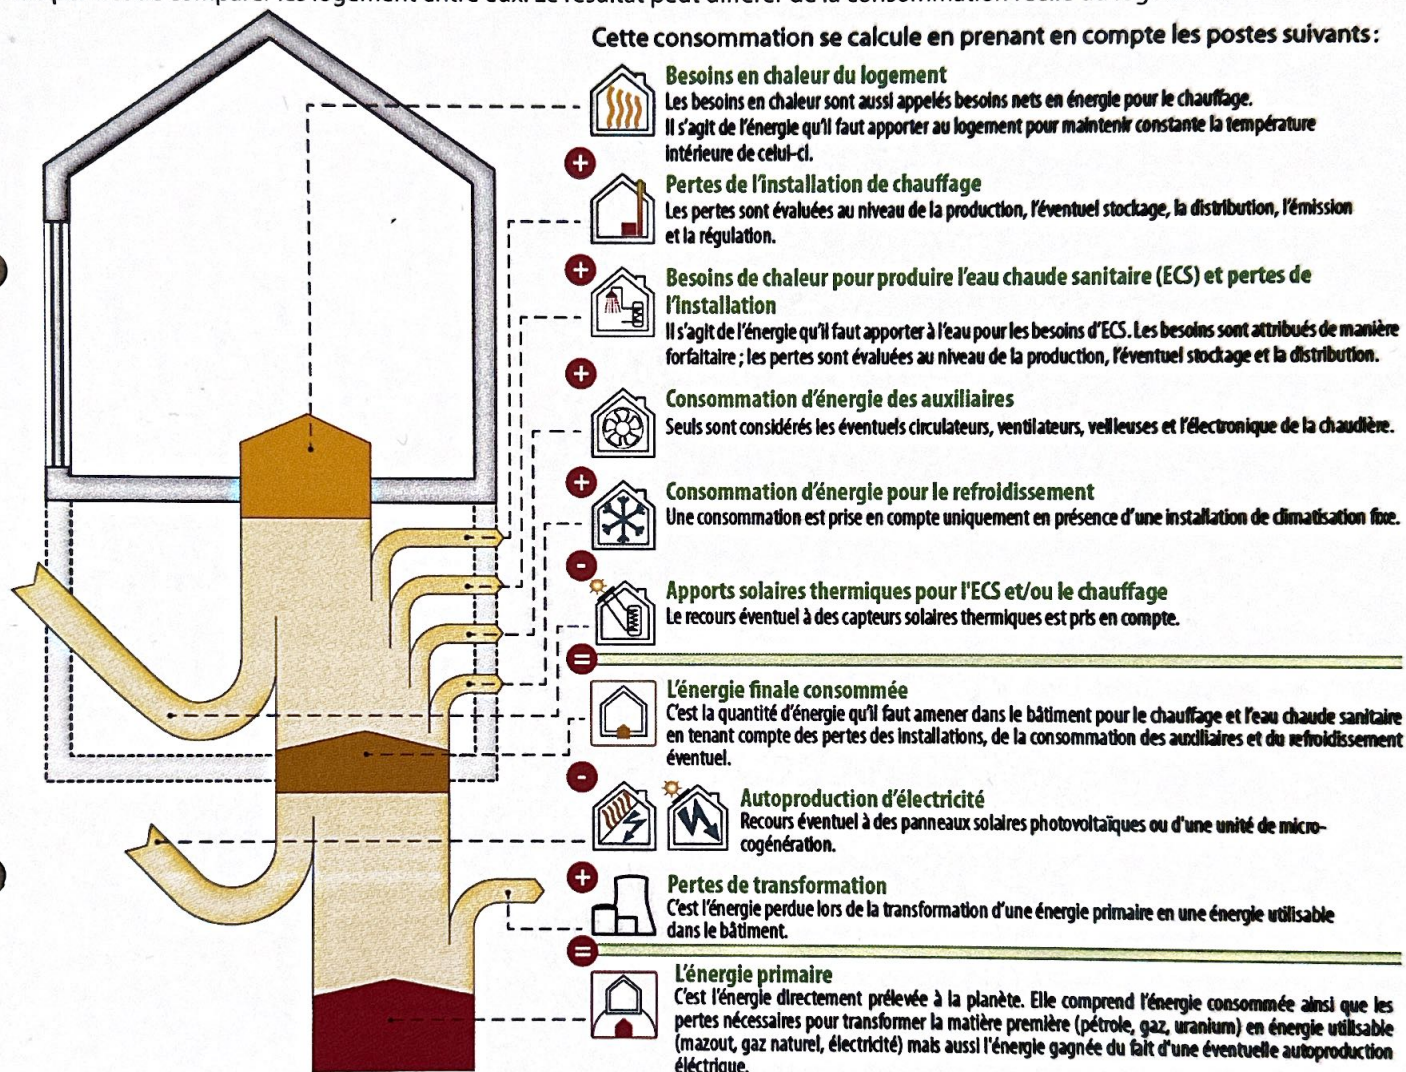 Cette consommation se calcule en prenant en compte les postes suivants :
Besoins en chaleur du logement
Les besoins en chaleur sont aussi appelés besoins nets en énergie pour le chauffage.
Il s'agit de l'énergie qu'il faut apporter au logement pour maintenir constante la température
intérieure de celui-ci.
+
Pertes de l'installation de chauffage
Les pertes sont évaluées au niveau de la production, l'éventuel stockage, la distribution, l'émission
et la régulation.
+
Besoins de chaleur pour produire l'eau chaude sanitaire (ECS) et pertes de
l'installation
Il s'agit de l'énergie qu'il faut apporter à l'eau pour les besoins d'ECS. Les besoins sont attribués de manière
forfaitaire ; les pertes sont évaluées au niveau de la production, l'éventuel stockage et la distribution.
+
Consommation d'énergie des auxiliaires
Seuls sont considérés les éventuels circulateurs, ventilateurs, veilleuses et l'électronique de la chaudière.
+
Consommation d'énergie pour le refroidissement
Une consommation est prise en compte uniquement en présence d'une installation de climatisation fixe.
-
Apports solaires thermiques pour l'ECS et/ou le chauffage
Le recours éventuel à des capteurs solaires thermiques est pris en compte.
=
L'énergie finale consommée
C'est la quantité d'énergie qu'il faut amener dans le bâtiment pour le chauffage et l'eau chaude sanitaire
en tenant compte des pertes des installations, de la consommation des auxiliaires et du refroidissement
éventuel.
-
Autoproduction d'électricité
Recours éventuel à des panneaux solaires photovoltaïques ou d'une unité de micro-
cogénération.
+
Pertes de transformation
C'est l'énergie perdue lors de la transformation d'une énergie primaire en une énergie utilisable
dans le bâtiment.
=
L'énergie primaire
C'est l'énergie directement prélevée à la planète. Elle comprend l'énergie consommée ainsi que les
pertes nécessaires pour transformer la matière première (pétrole, gaz, uranium) en énergie utilisable
(mazout, gaz naturel, électricité) mais aussi l'énergie gagnée du fait d'une éventuelle autoproduction
éléctrique.